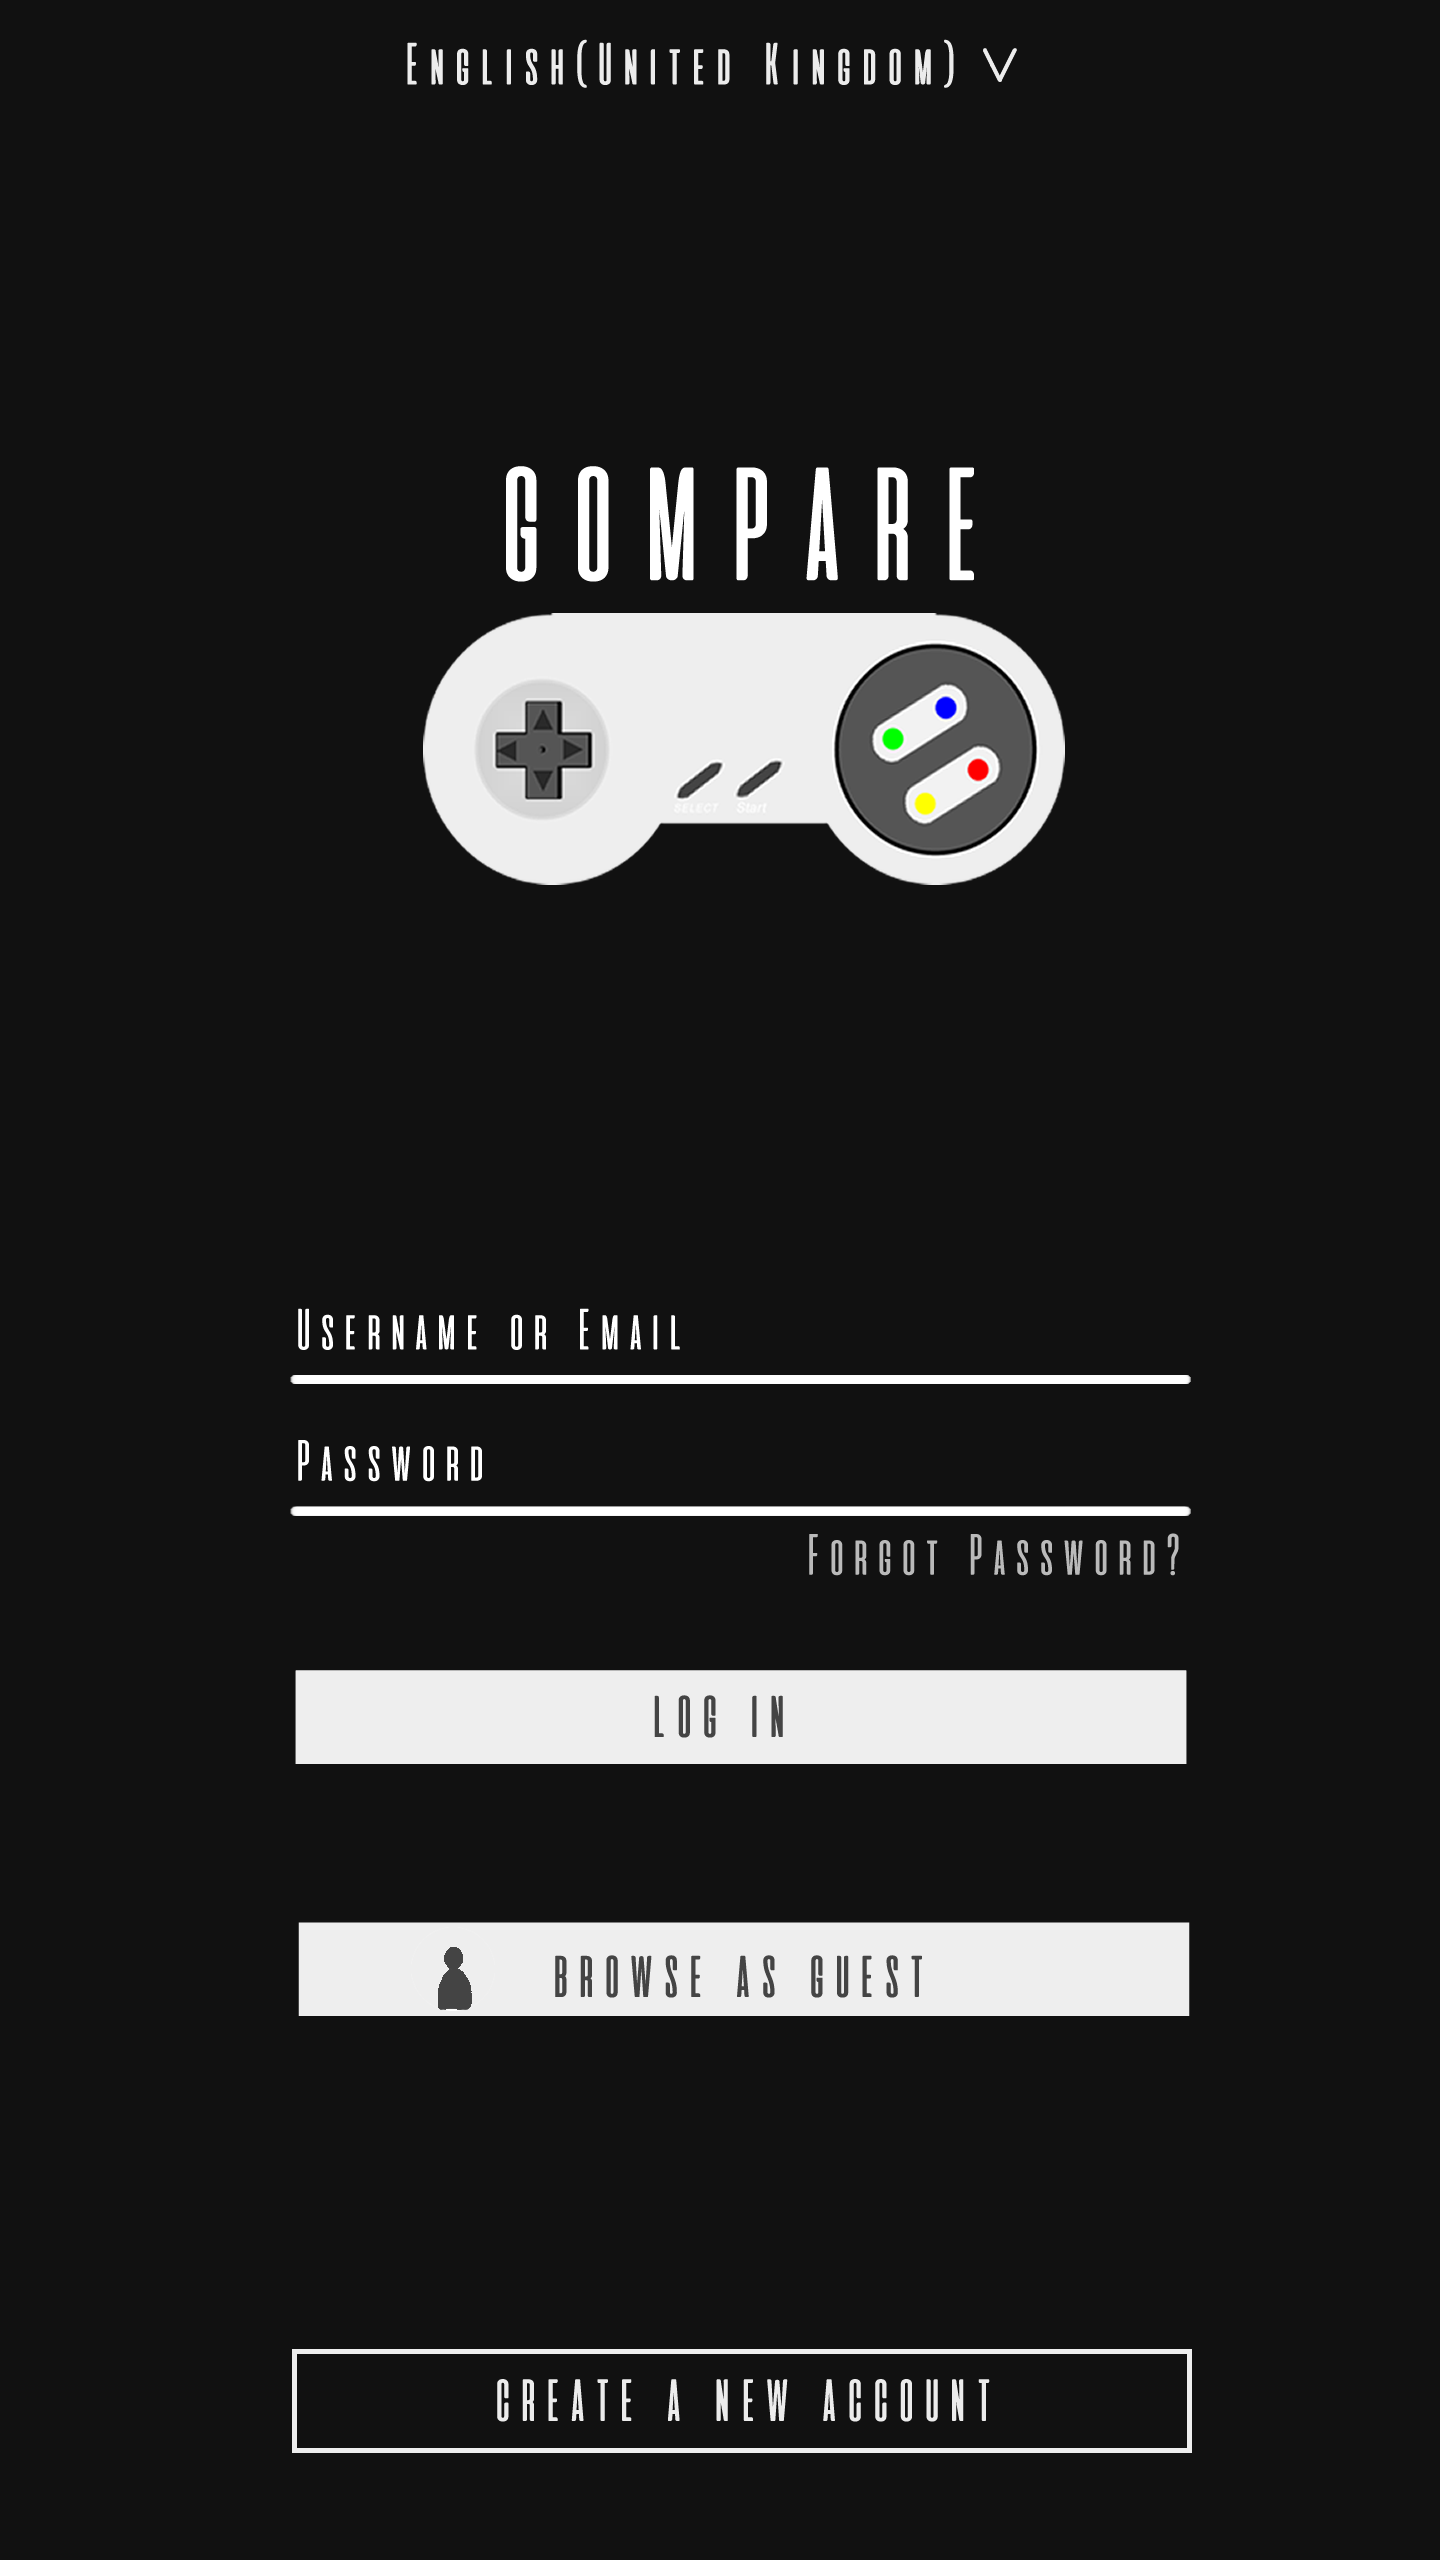 English(United Kingdom) V
GOMPARE
SELECT Start
Username or Email
Password
Forgot Password?
LOG IN
BROWSE AS GUEST
CREATE A NEW ACCOUNT